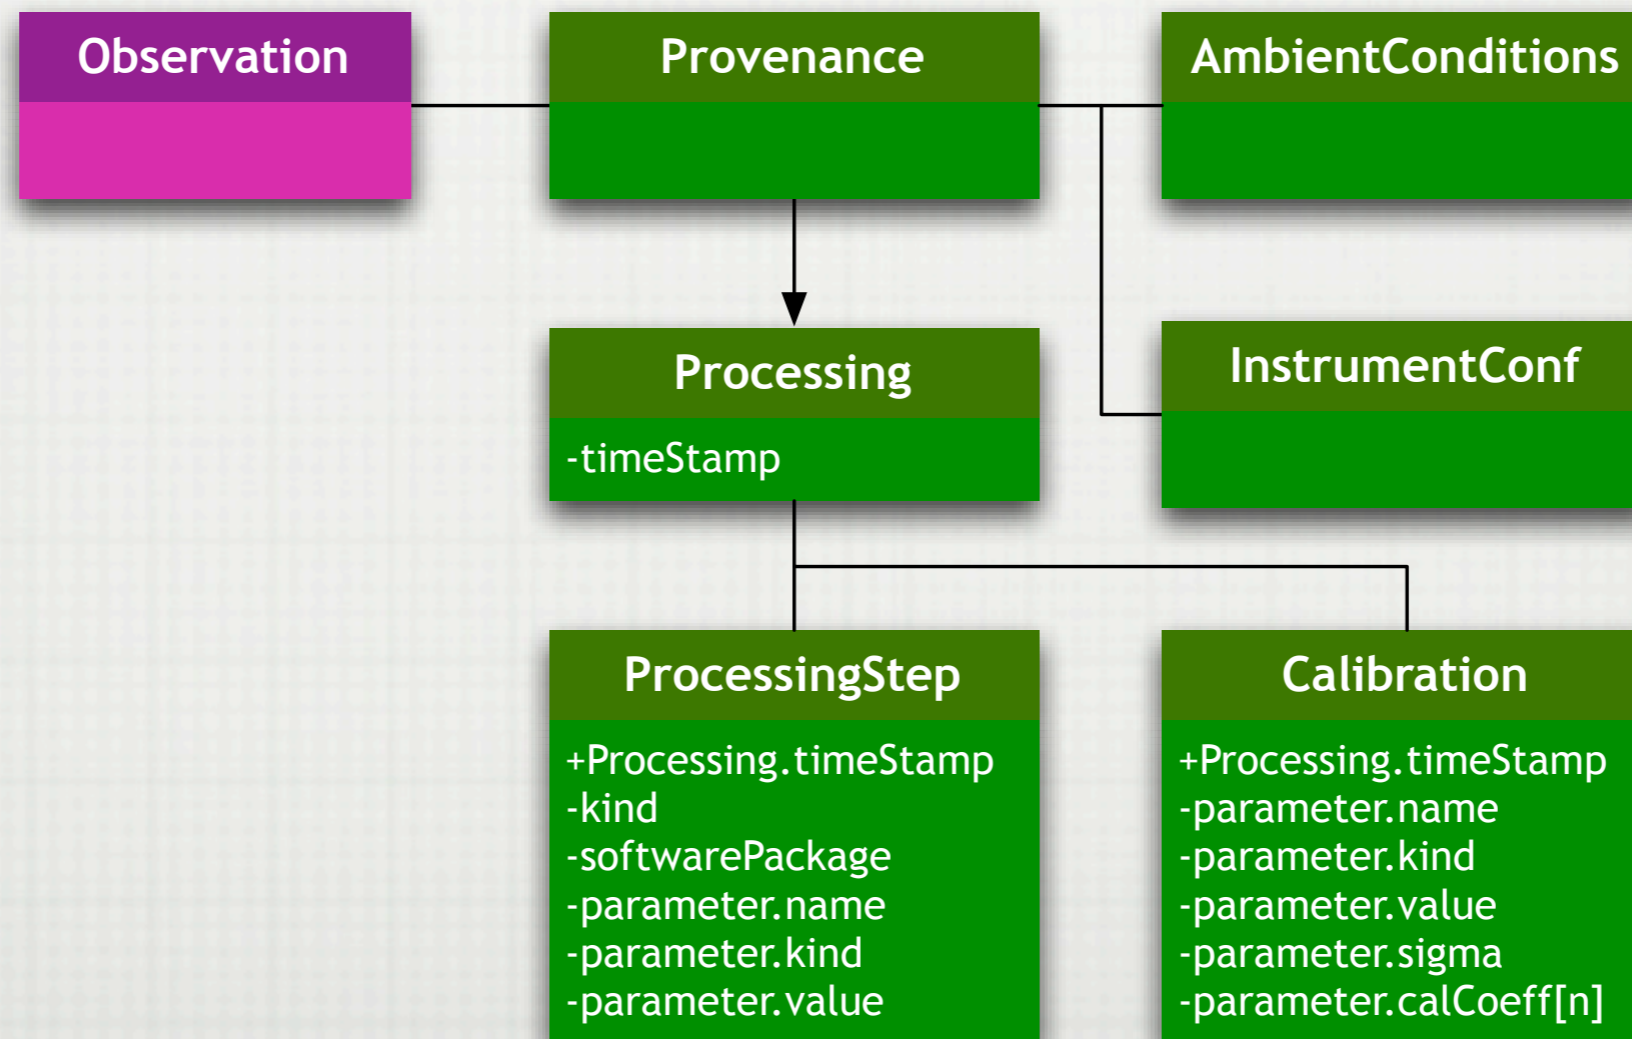 Observation
Provenance
AmbientConditions
Processing
-timeStamp
InstrumentConf
ProcessingStep
+Processing.timeStamp
-kind
-softwarePackage
-parameter.name
-parameter.kind
-parameter.value
Calibration
+Processing.timeStamp
-parameter.name
-parameter.kind
-parameter.value
-parameter.sigma
-parameter.calCoeff[n]